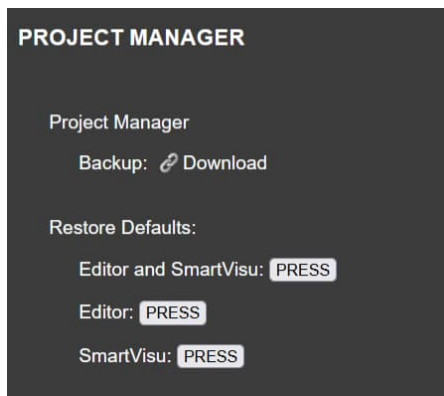 PROJECT MANAGER
Project Manager
Backup: Download
Restore Defaults:
Editor and SmartVisu: PRESS
Editor: PRESS
SmartVisu: PRESS